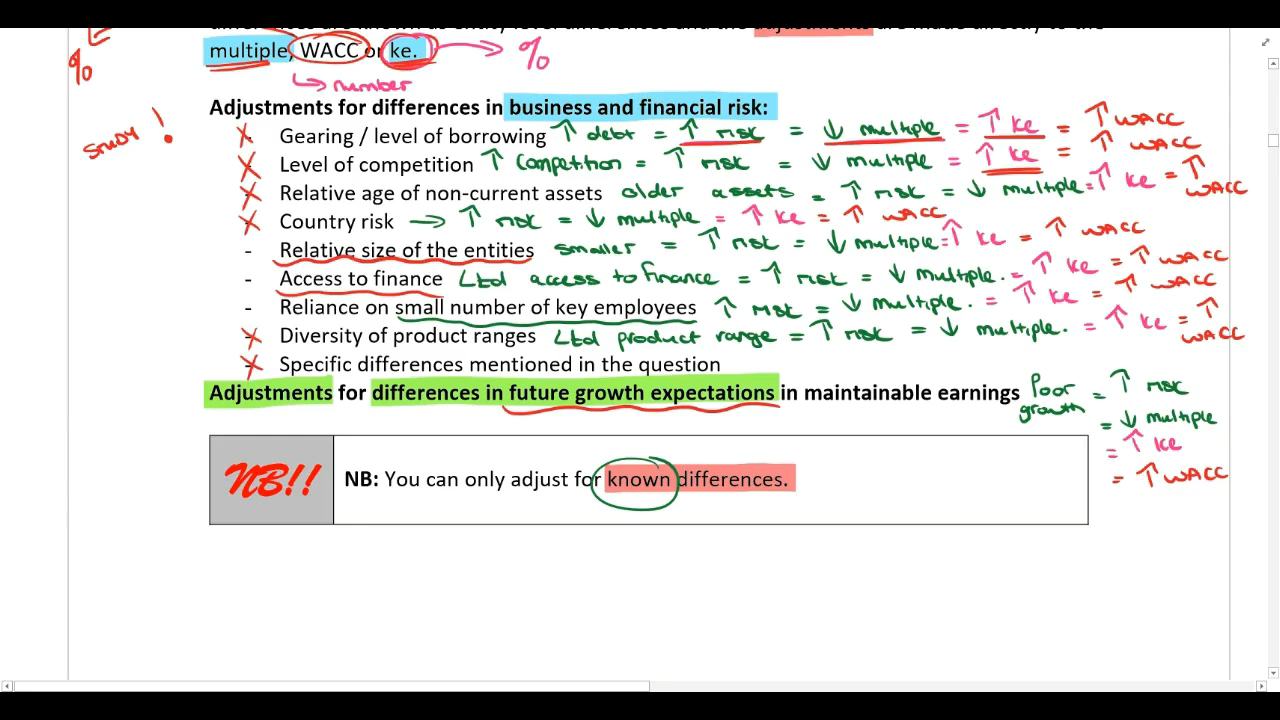 multiple, WACC or ke. → %
%
↳ number
Adjustments for differences in business and financial risk:
STUDY !
- Gearing / level of borrowing ↑ debt = ↑ risk = ↓ multiple = ↑ ke = ↑ WACC
- Level of competition ↑ competition = ↑ risk = ↓ multiple = ↑ ke = ↑ WACC
- Relative age of non-current assets older assets = ↑ risk = ↓ multiple = ↑ ke = ↑ WACC
- Country risk → ↑ risk = ↓ multiple = ↑ ke = ↑ WACC
- Relative size of the entities smaller = ↑ risk = ↓ multiple = ↑ ke = ↑ WACC
- Access to finance Ltd access to finance = ↑ risk = ↓ multiple. = ↑ ke = ↑ WACC
- Reliance on small number of key employees ↑ risk = ↓ multiple. = ↑ ke = ↑ WACC
- Diversity of product ranges Ltd product range = ↑ risk = ↓ multiple. = ↑ ke = ↑ WACC
- Specific differences mentioned in the question
Adjustments for differences in future growth expectations in maintainable earnings Poor growth = ↑ risk
= ↓ multiple
= ↑ ke
= ↑ WACC
NB!! NB: You can only adjust for known differences.